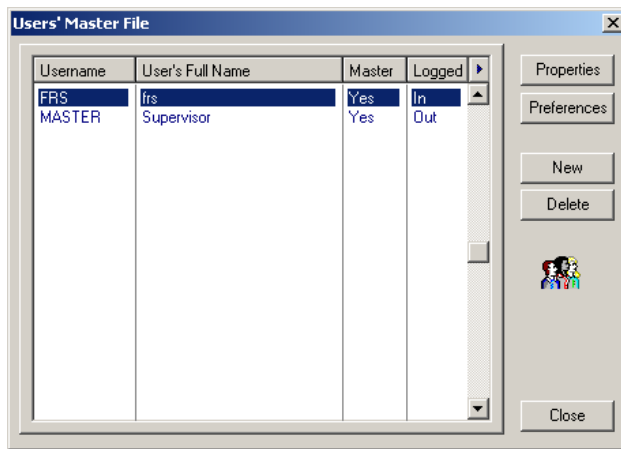 Users' Master File
Username User's Full Name Master Logged
FRS frs Yes In
MASTER Supervisor Yes Out
Properties
Preferences
New
Delete
Close